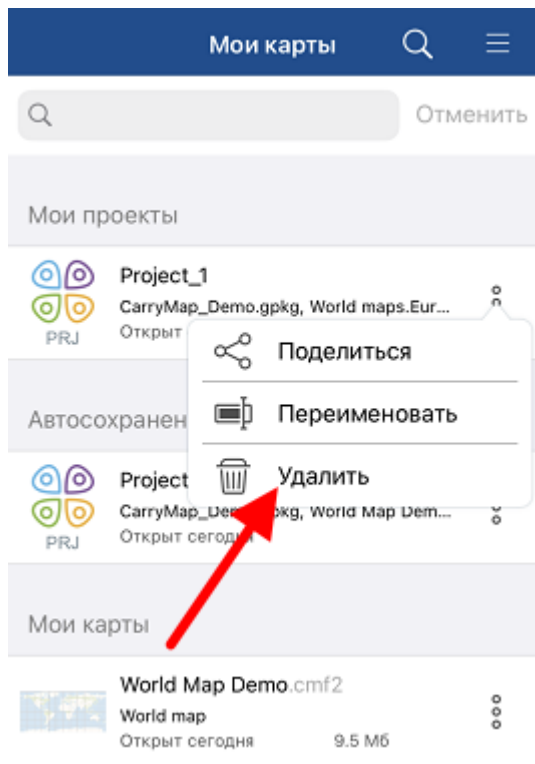 Мои карты
Отменить
Мои проекты
Project_1
CarryMap_Demo.gpkg, World maps.Eur...
PRJ
Открыт
Поделиться
Переименовать
Удалить
Автосохранен
Project
CarryMap_Demo.gpkg, World Map Dem...
PRJ
Открыт сегодня
Мои карты
World Map Demo.cmf2
World map
Открыт сегодня 9.5 Мб